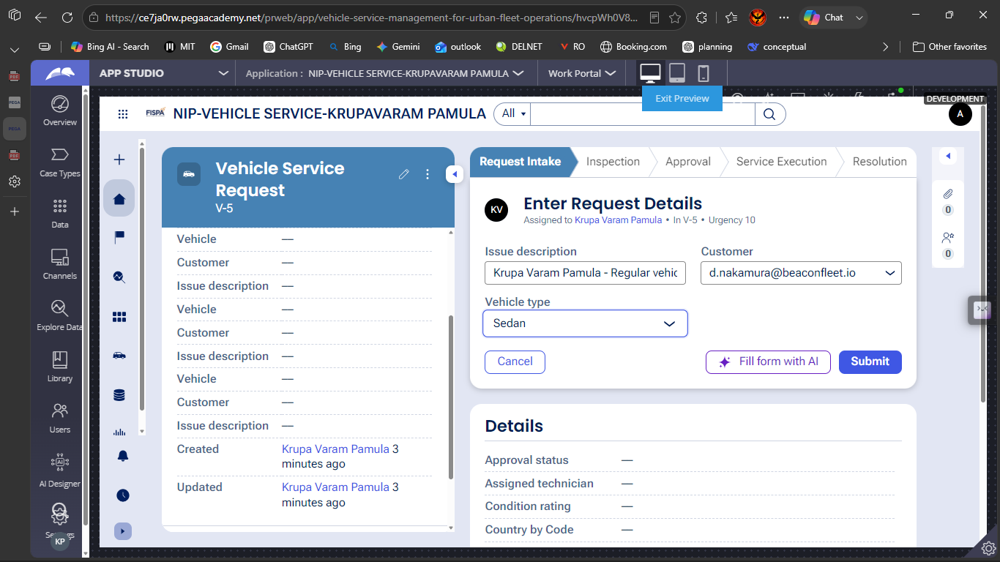 https://ce7ja0rw.pegaacademy.net/prweb/app/vehicle-service-management-for-urban-fleet-operations/hvcpWh0V8...
Chat
Bing AI - Search
MIT
Gmail
ChatGPT
Bing
Gemini
outlook
DELNET
RO
Booking.com
planning
conceptual
Other favorites
PDF
PEGA
PEGA
PDF
APP STUDIO
Application : NIP-VEHICLE SERVICE-KRUPAVARAM PAMULA
Work Portal
Exit Preview
DEVELOPMENT
Overview
Case Types
Data
Channels
Explore Data
Library
Users
AI
AI Designer
KP
FISPA
NIP-VEHICLE SERVICE-KRUPAVARAM PAMULA
All
A
Vehicle Service
Request
V-5
Vehicle —
Customer —
Issue description —
Vehicle —
Customer —
Issue description —
Vehicle —
Customer —
Issue description —
Created Krupa Varam Pamula 3
minutes ago
Updated Krupa Varam Pamula 3
minutes ago
Request Intake
Inspection
Approval
Service Execution
Resolution
KV
Enter Request Details
Assigned to Krupa Varam Pamula • In V-5 • Urgency 10
Issue description
Krupa Varam Pamula - Regular vehic
Customer
d.nakamura@beaconfleet.io
Vehicle type
Sedan
Cancel
Fill form with AI
Submit
Details
Approval status —
Assigned technician —
Condition rating —
Country by Code —
0
0